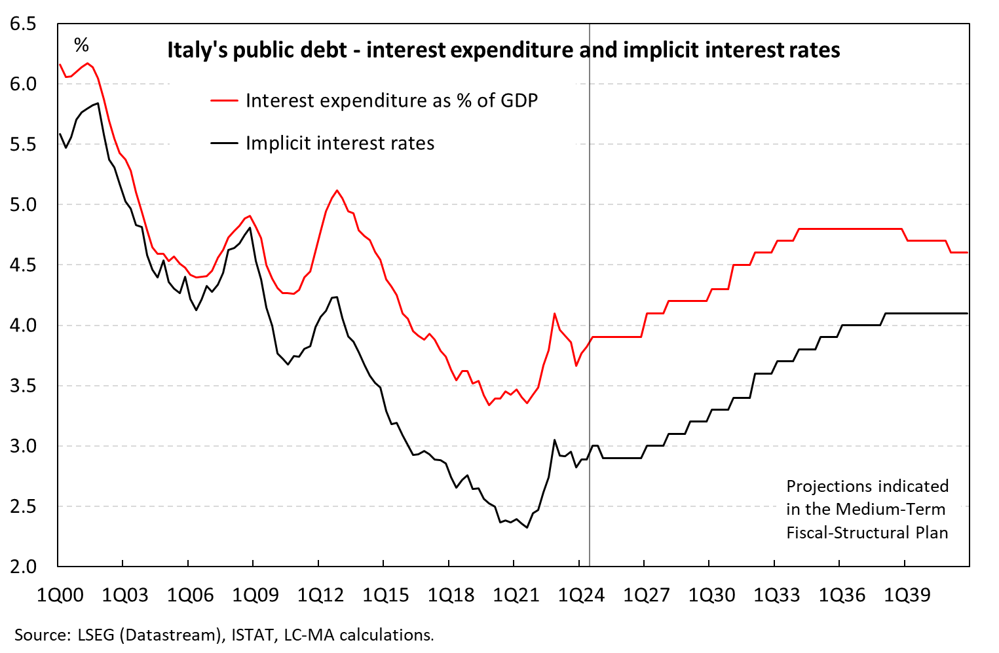 Italy's public debt - interest expenditure and implicit interest rates
%
Interest expenditure as % of GDP
Implicit interest rates
6.5
6.0
5.5
5.0
4.5
4.0
3.5
3.0
2.5
2.0
Projections indicated
in the Medium-Term
Fiscal-Structural Plan
1Q00 1Q03 1Q06 1Q09 1Q12 1Q15 1Q18 1Q21 1Q24 1Q27 1Q30 1Q33 1Q36 1Q39
Source: LSEG (Datastream), ISTAT, LC-MA calculations.